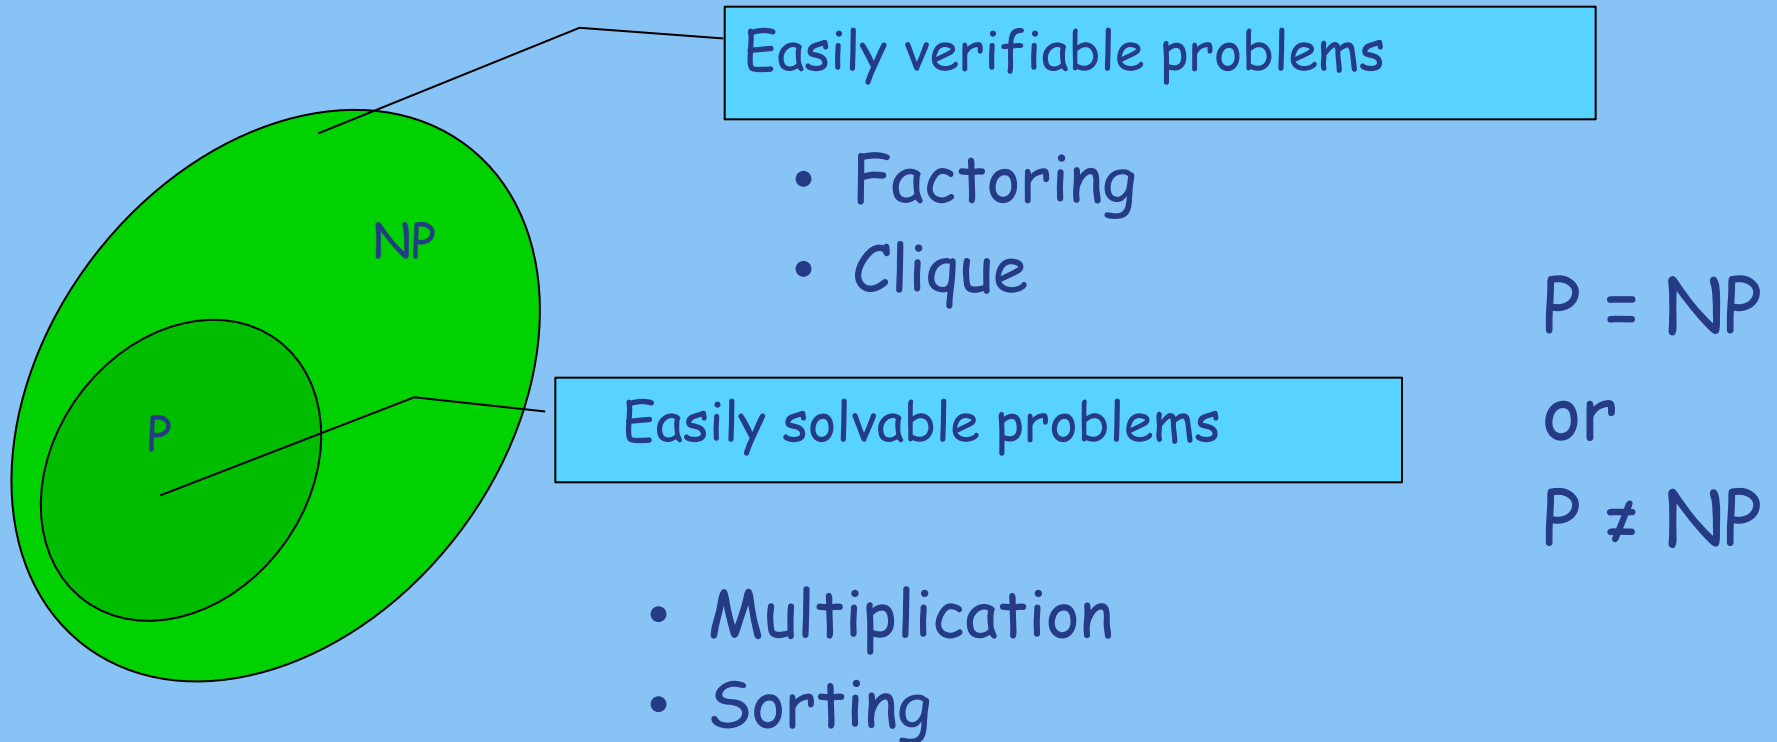 Easily verifiable problems
• Factoring
• Clique
NP
P = NP
or
P ≠ NP
P
Easily solvable problems
• Multiplication
• Sorting